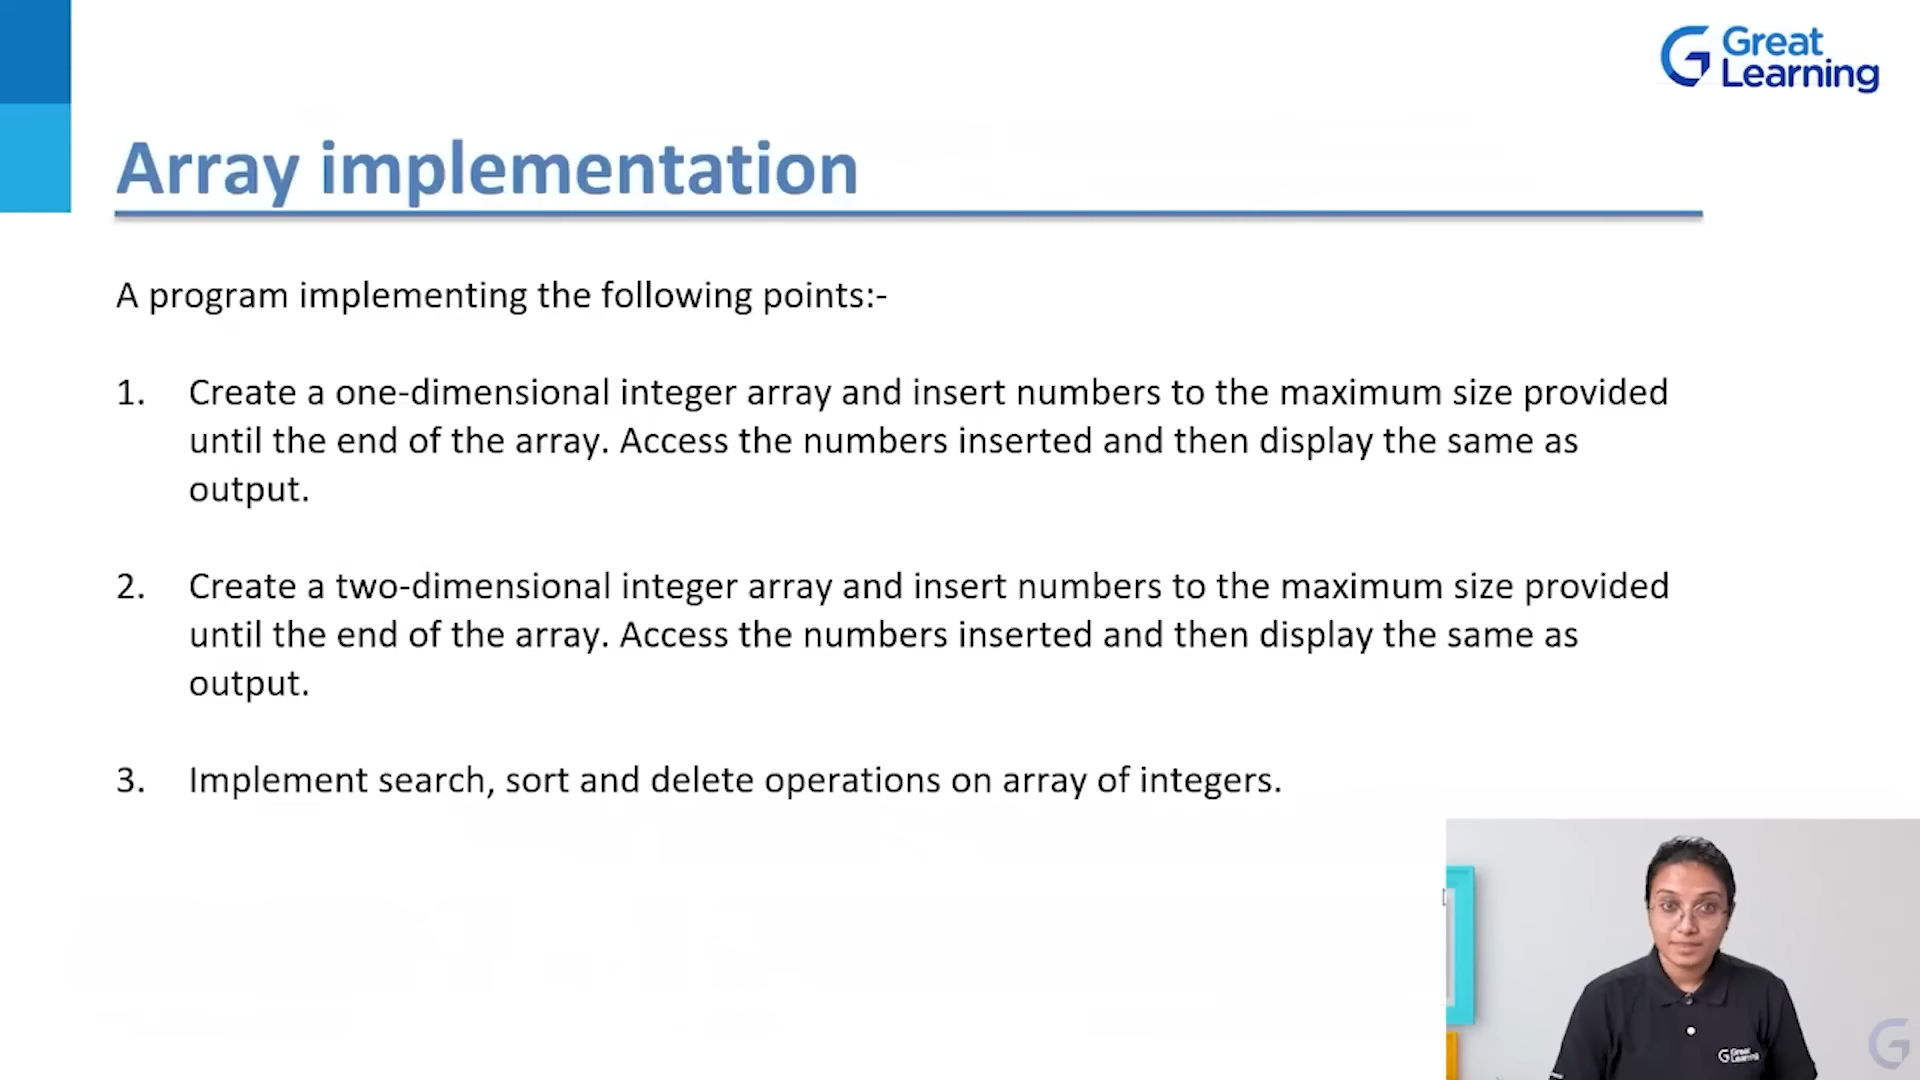 Great
Learning
Array implementation
A program implementing the following points:-
1. Create a one-dimensional integer array and insert numbers to the maximum size provided
until the end of the array. Access the numbers inserted and then display the same as
output.
2. Create a two-dimensional integer array and insert numbers to the maximum size provided
until the end of the array. Access the numbers inserted and then display the same as
output.
3. Implement search, sort and delete operations on array of integers.
Great
Learning